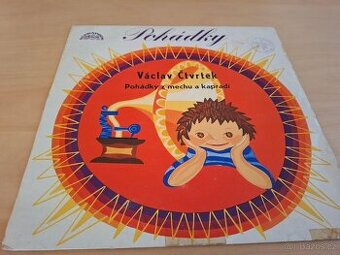 Pohádky
Václav Čtvrtek
Pohádky z mechu a kapradí